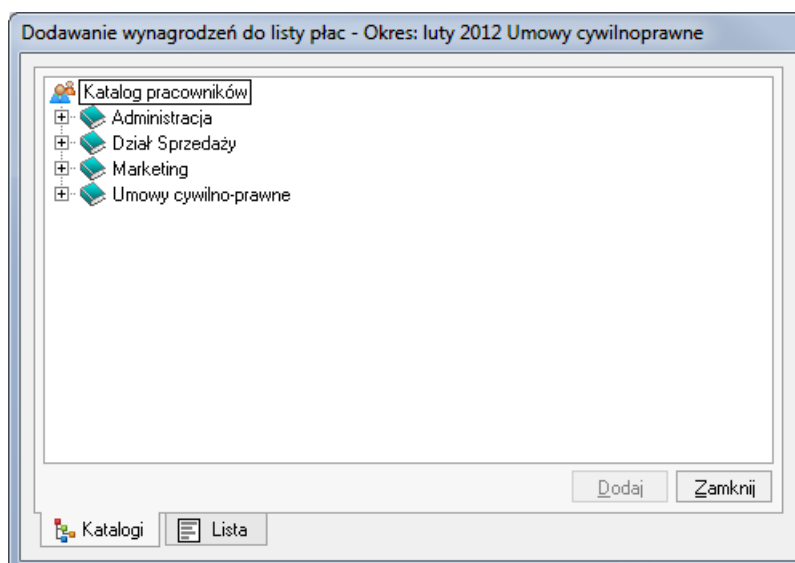 Dodawanie wynagrodzeń do listy płac - Okres: luty 2012 Umowy cywilnoprawne
Katalog pracowników
Administracja
Dział Sprzedaży
Marketing
Umowy cywilno-prawne
Dodaj Zamknij
Katalogi Lista